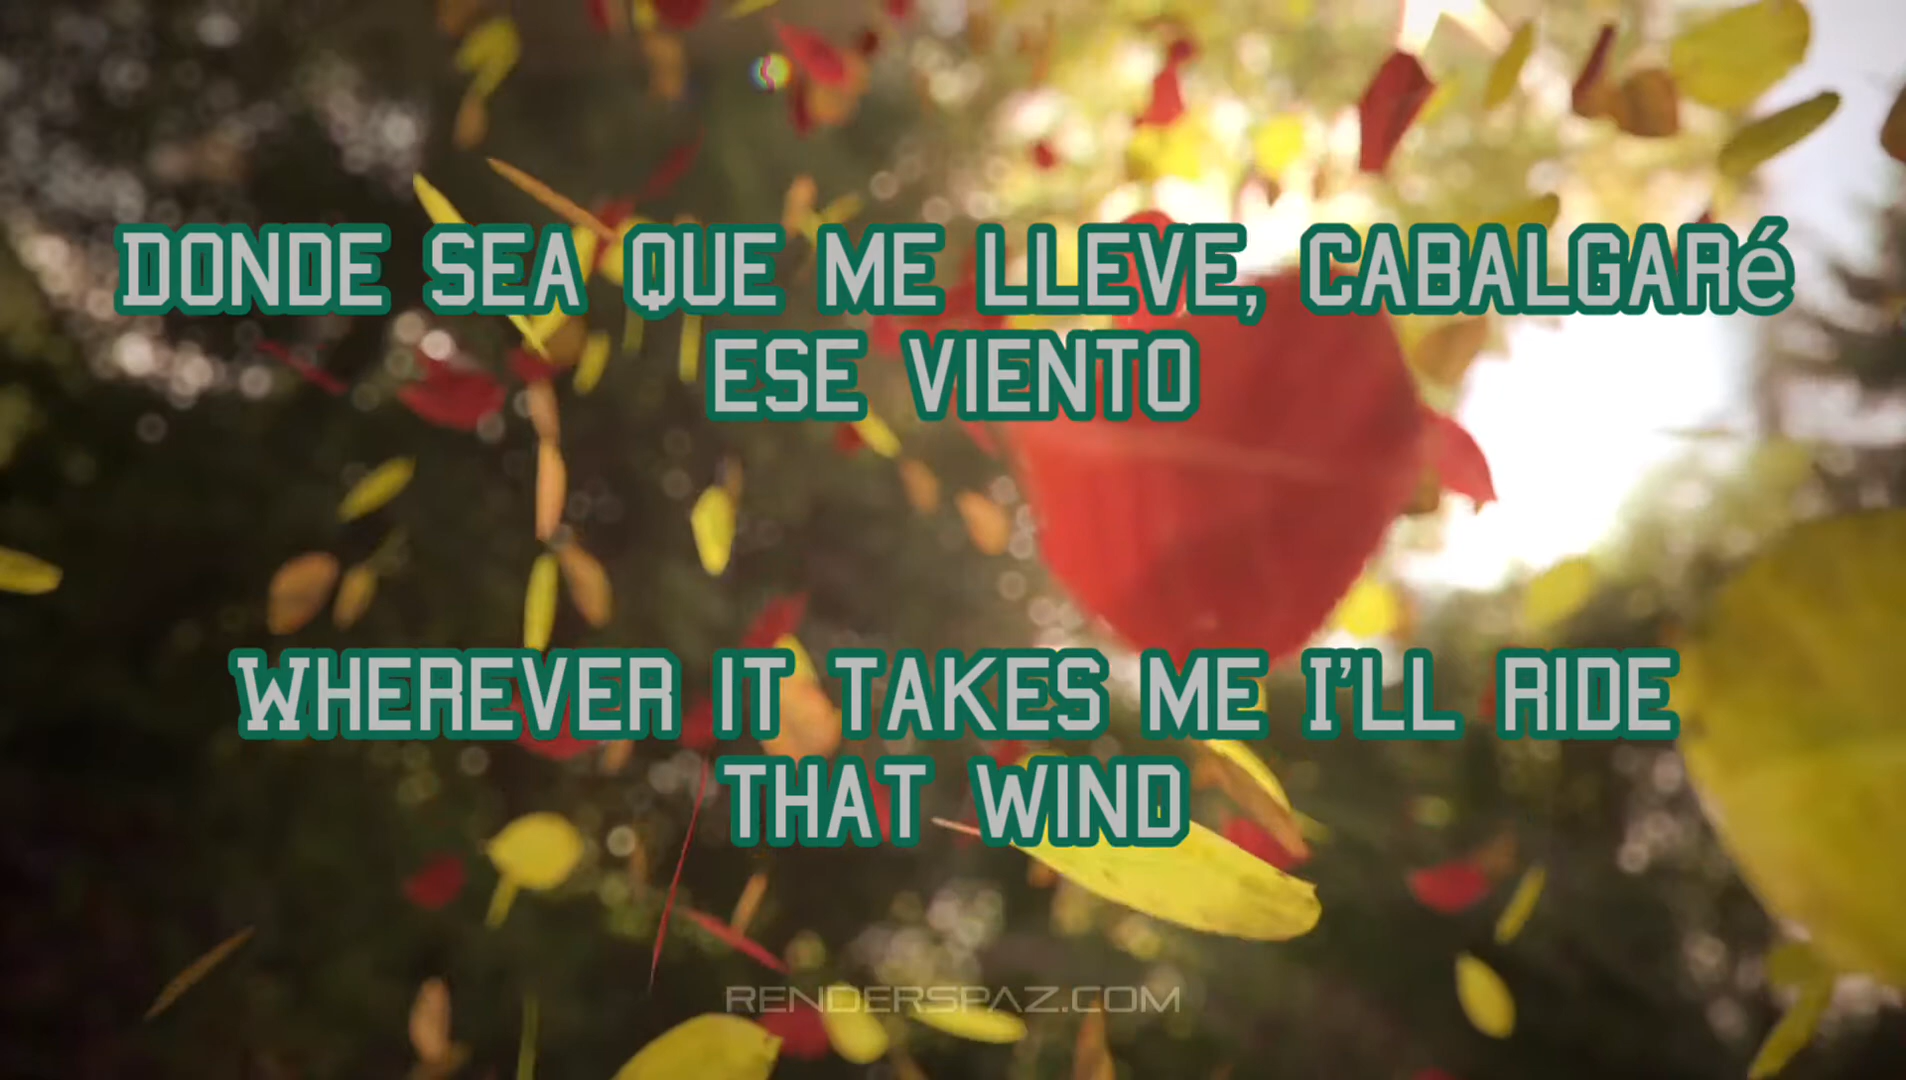 DONDE SEA QUE ME LLEVE, CABALGARé
ESE VIENTO
WHEREVER IT TAKES ME I'LL RIDE
THAT WIND
RENDERSPAZ.COM